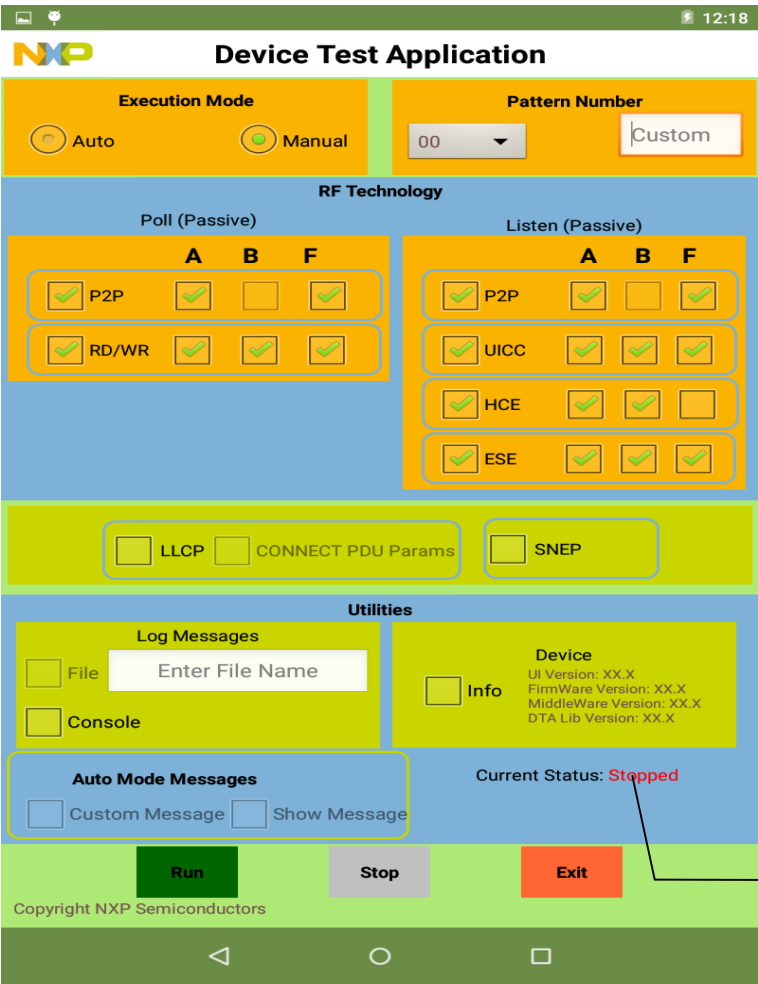 12:18
NXP Device Test Application
Execution Mode
Auto Manual
Pattern Number
00 Custom
RF Technology
Poll (Passive)
A B F
P2P
RD/WR
Listen (Passive)
A B F
P2P
UICC
HCE
ESE
LLCP CONNECT PDU Params SNEP
Utilities
Log Messages
File Enter File Name
Console
Device
Info
UI Version: XX.X
FirmWare Version: XX.X
MiddleWare Version: XX.X
DTA Lib Version: XX.X
Auto Mode Messages
Custom Message Show Message
Current Status: Stopped
Run Stop Exit
Copyright NXP Semiconductors